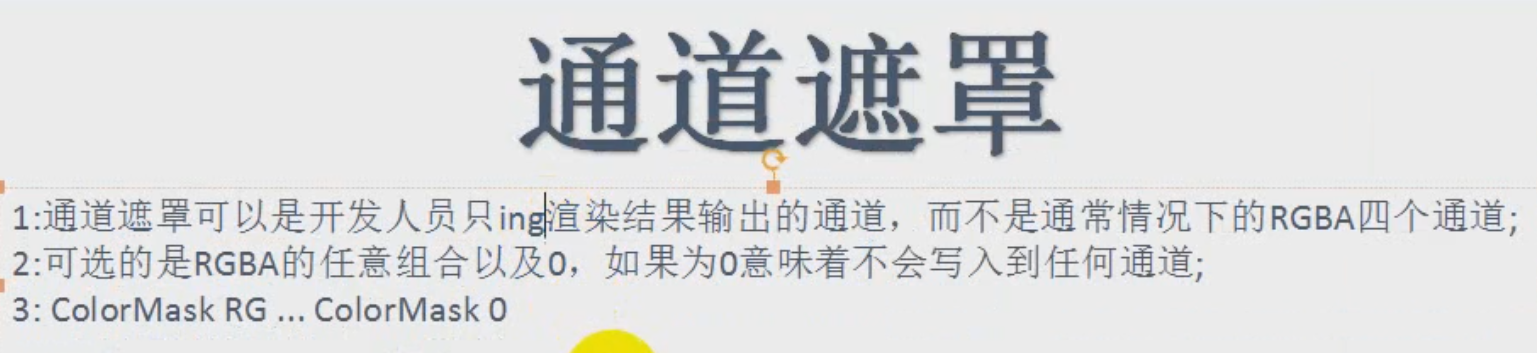 通道遮罩
1:通道遮罩可以是开发人员只ing渲染结果输出的通道，而不是通常情况下的RGBA四个通道;
2:可选的是RGBA的任意组合以及0，如果为0意味着不会写入到任何通道;
3: ColorMask RG ... ColorMask 0